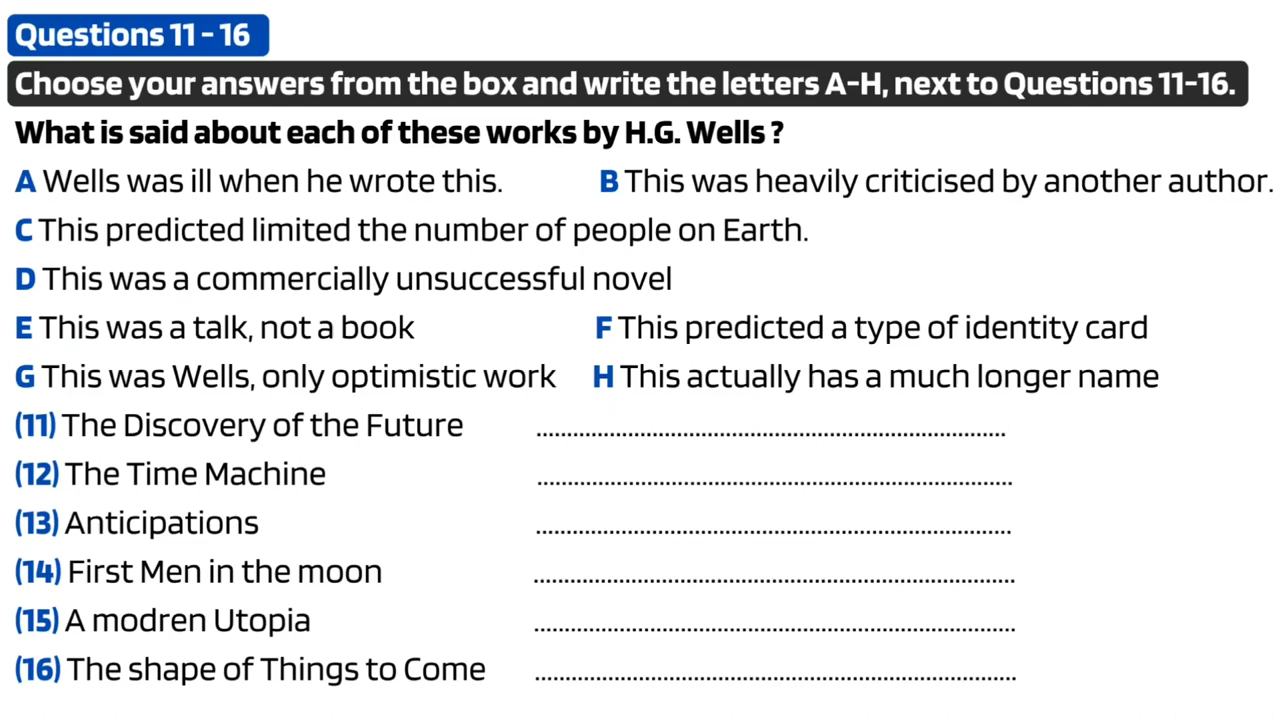 Questions 11 - 16
Choose your answers from the box and write the letters A-H, next to Questions 11-16.
What is said about each of these works by H.G. Wells ?
A Wells was ill when he wrote this. B This was heavily criticised by another author.
C This predicted limited the number of people on Earth.
D This was a commercially unsuccessful novel
E This was a talk, not a book F This predicted a type of identity card
G This was Wells, only optimistic work H This actually has a much longer name
(11) The Discovery of the Future ................................................................................
(12) The Time Machine ................................................................................
(13) Anticipations ................................................................................
(14) First Men in the moon ................................................................................
(15) A modren Utopia ................................................................................
(16) The shape of Things to Come ................................................................................